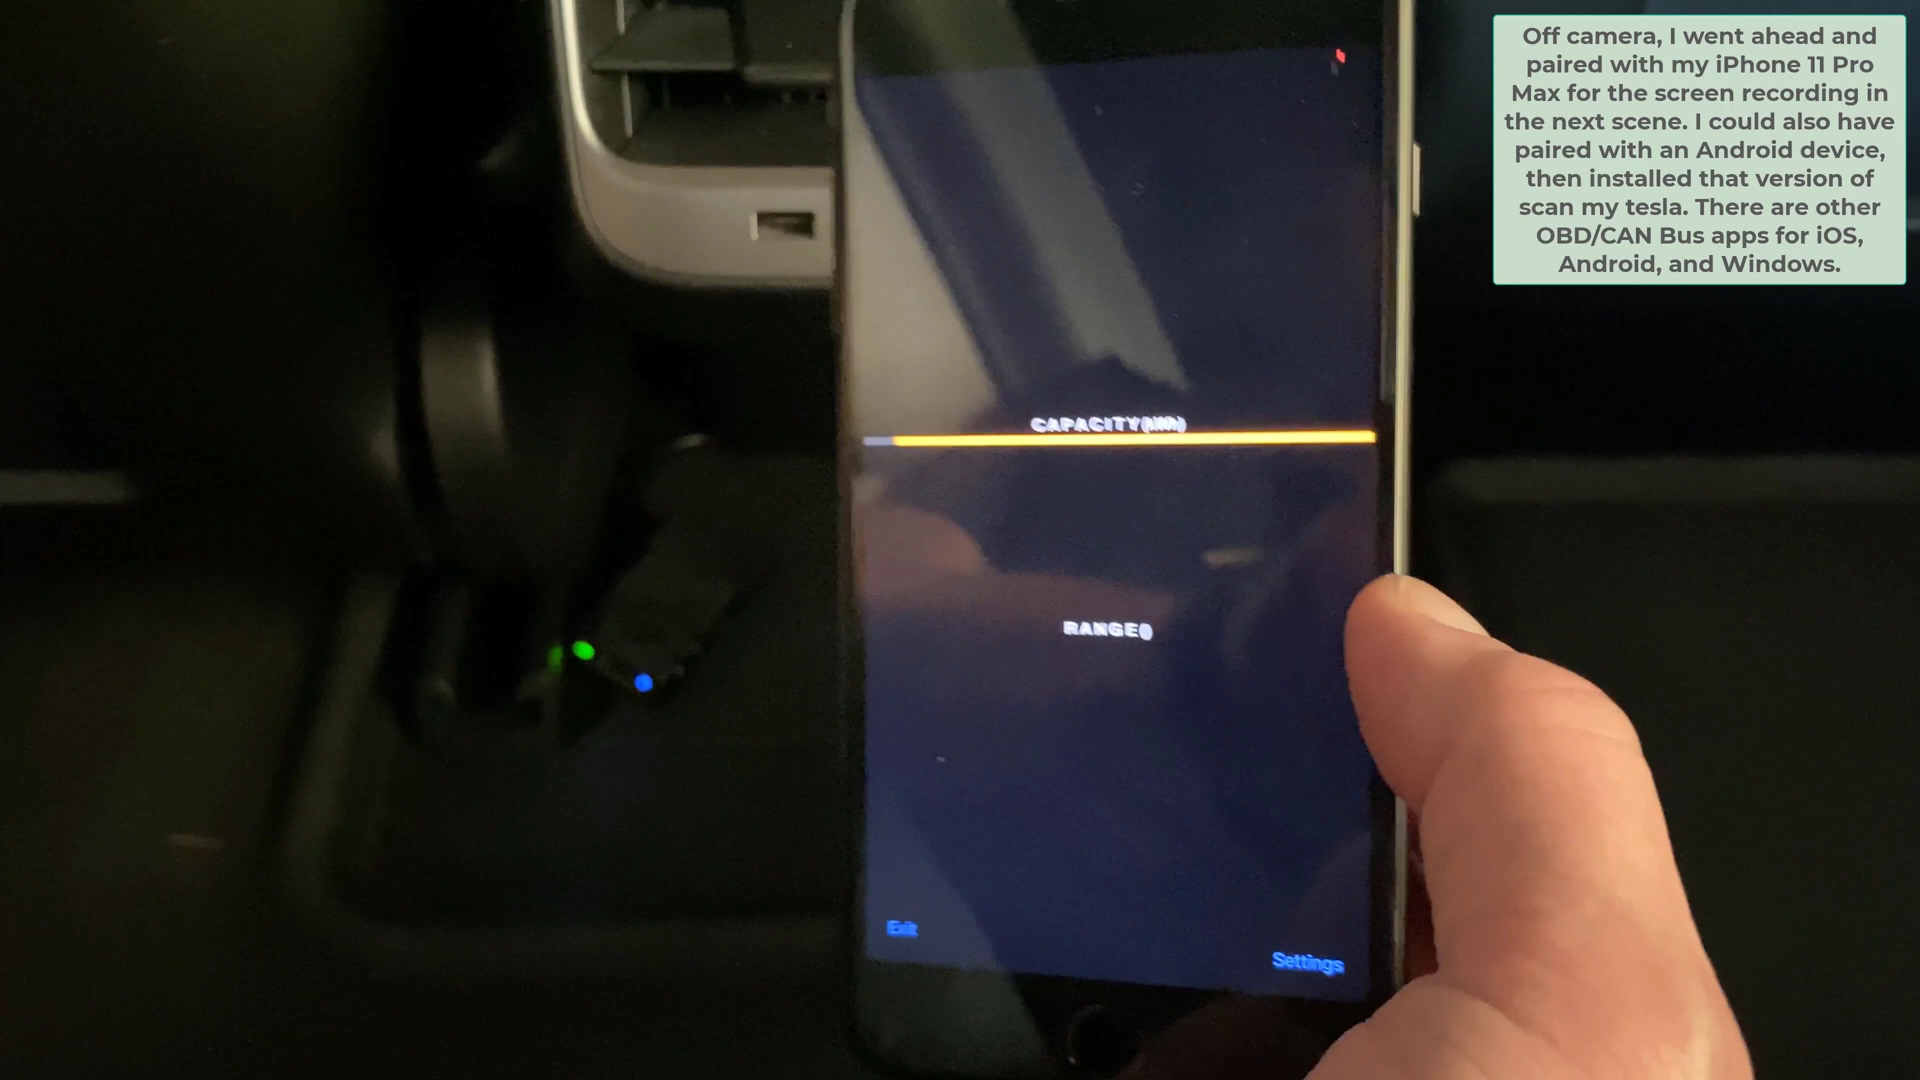 Off camera, I went ahead and
paired with my iPhone 11 Pro
Max for the screen recording in
the next scene. I could also have
paired with an Android device,
then installed that version of
scan my tesla. There are other
OBD/CAN Bus apps for iOS,
Android, and Windows.
CAPACITY
RANGE()
Exit
Settings